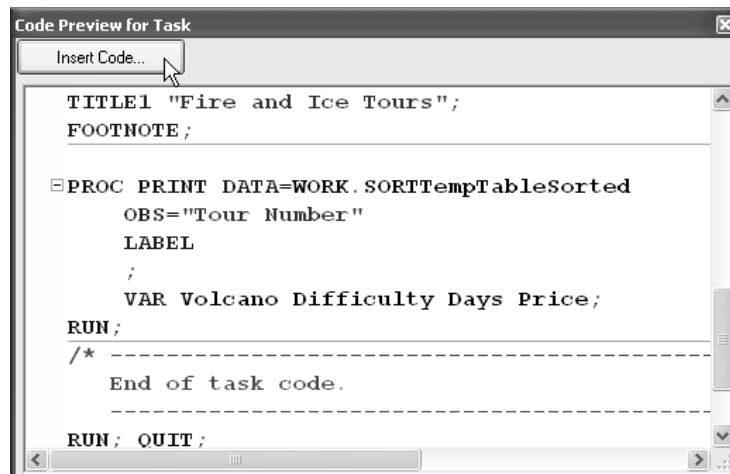 Code Preview for Task
Insert Code...
TITLE1 "Fire and Ice Tours";
FOOTNOTE;
PROC PRINT DATA=WORK.SORTTempTableSorted
OBS="Tour Number"
LABEL
;
VAR Volcano Difficulty Days Price;
RUN;
/* -------------------------------------------
End of task code.
-------------------------------------------
RUN; QUIT;